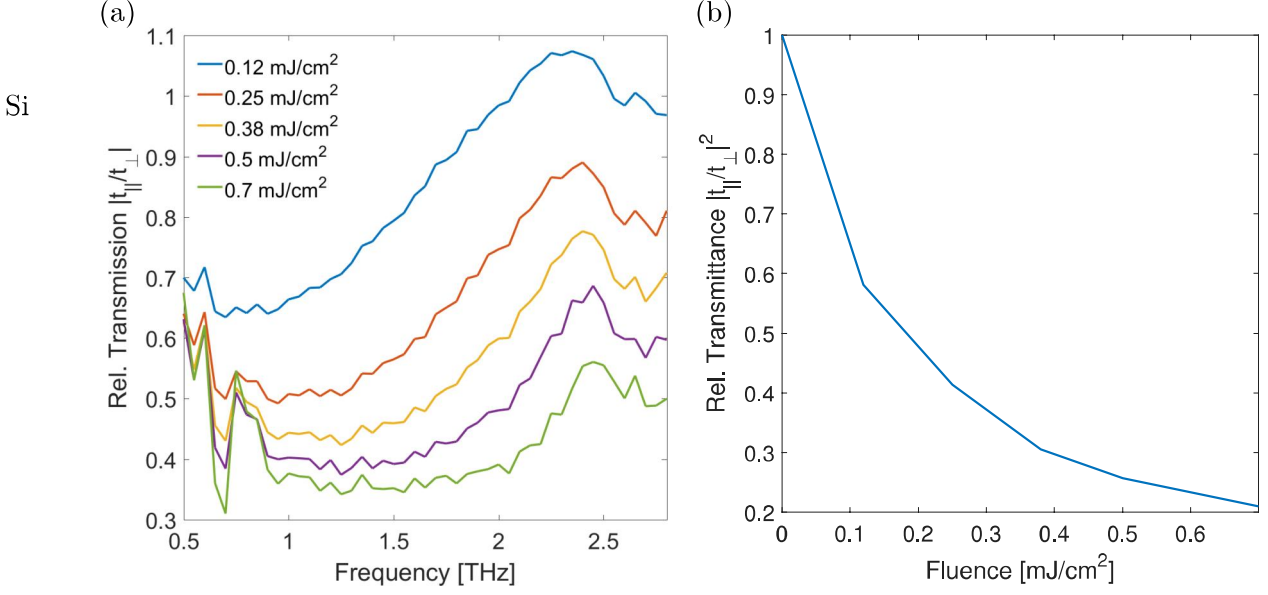 (a)
(b)
Si
Rel. Transmission |t||/t⊥|
1.1
1
0.9
0.8
0.7
0.6
0.5
0.4
0.3
0.12 mJ/cm²
0.25 mJ/cm²
0.38 mJ/cm²
0.5 mJ/cm²
0.7 mJ/cm²
0.5
1
1.5
2
2.5
Frequency [THz]
Rel. Transmittance |t||/t⊥|²
1
0.9
0.8
0.7
0.6
0.5
0.4
0.3
0.2
0
0.1
0.2
0.3
0.4
0.5
0.6
Fluence [mJ/cm²]